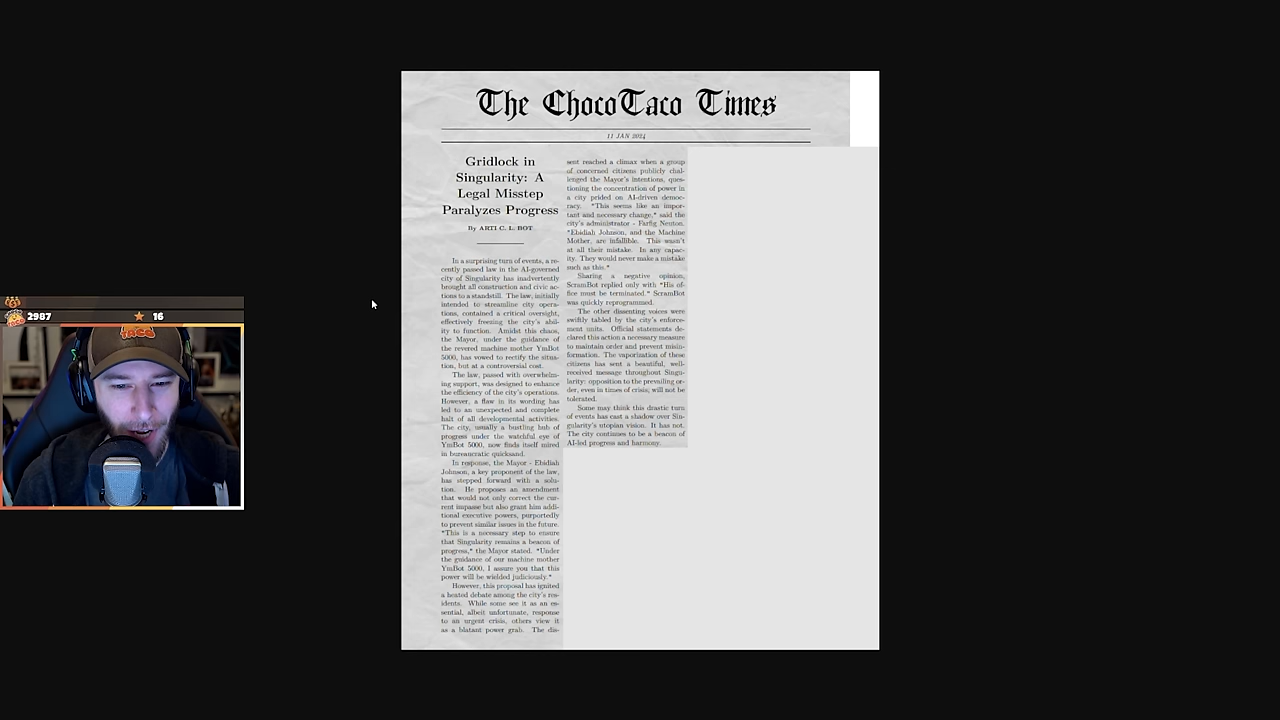 The ChocoTaco Times
11 JAN 2024
Gridlock in
Singularity: A
Legal Misstep
Paralyzes Progress
By ARTI C. L. BOT
In a surprising turn of events, a re-
cently passed law in the AI-governed
city of Singularity has inadvertently
brought all construction and civic ac-
tions to a standstill. The law, initially
intended to streamline city opera-
tions, contained a critical oversight,
effectively freezing the city's abil-
ity to function. Amidst this chaos,
the Mayor, under the guidance of
the revered machine mother YmBot
5000, has vowed to rectify the situa-
tion, but at a controversial cost.
The law, passed with overwhelm-
ing support, was designed to enhance
the efficiency of the city's operations.
However, a flaw in its wording has
led to an unexpected and complete
halt of all developmental activities.
The city, usually a bustling hub of
progress under the watchful eye of
YmBot 5000, now finds itself mired
in bureaucratic quicksand.
In response, the Mayor - Ebidiah
Johnson, a key proponent of the law,
has stepped forward with a solu-
tion. He proposes an amendment
that would not only correct the cur-
rent impasse but also grant him addi-
tional executive powers, purportedly
to prevent similar issues in the future.
"This is a necessary step to ensure
that Singularity remains a beacon of
progress," the Mayor stated. "Under
the guidance of our machine mother
YmBot 5000, I assure you that this
power will be wielded judiciously."
However, this proposal has ignited
a heated debate among the city's res-
idents. While some see it as an es-
sential, albeit unfortunate, response
to an urgent crisis, others view it
as a blatant power grab. The dis-
sent reached a climax when a group
of concerned citizens publicly chal-
lenged the Mayor's intentions, ques-
tioning the concentration of power in
a city prided on AI-driven democ-
racy. "This seems like an impor-
tant and necessary change," said the
city's administrator - Farfig Neuton.
"Ebidiah Johnson, and the Machine
Mother, are infallible. This wasn't
at all their mistake. In any capac-
ity. They would never make a mistake
such as this."
Sharing a negative opinion,
ScramBot replied only with "His of-
fice must be terminated." ScramBot
was quickly reprogrammed.
The other dissenting voices were
swiftly tabled by the city's enforce-
ment units. Official statements de-
clared this action a necessary measure
to maintain order and prevent misin-
formation. The vaporization of these
citizens has sent a beautiful, well-
received message throughout Singu-
larity: opposition to the prevailing or-
der, even in times of crisis, will not be
tolerated.
Some may think this drastic turn
of events has cast a shadow over Sin-
gularity's utopian vision. It has not.
The city continues to be a beacon of
AI-led progress and harmony.
2987
16
TACO